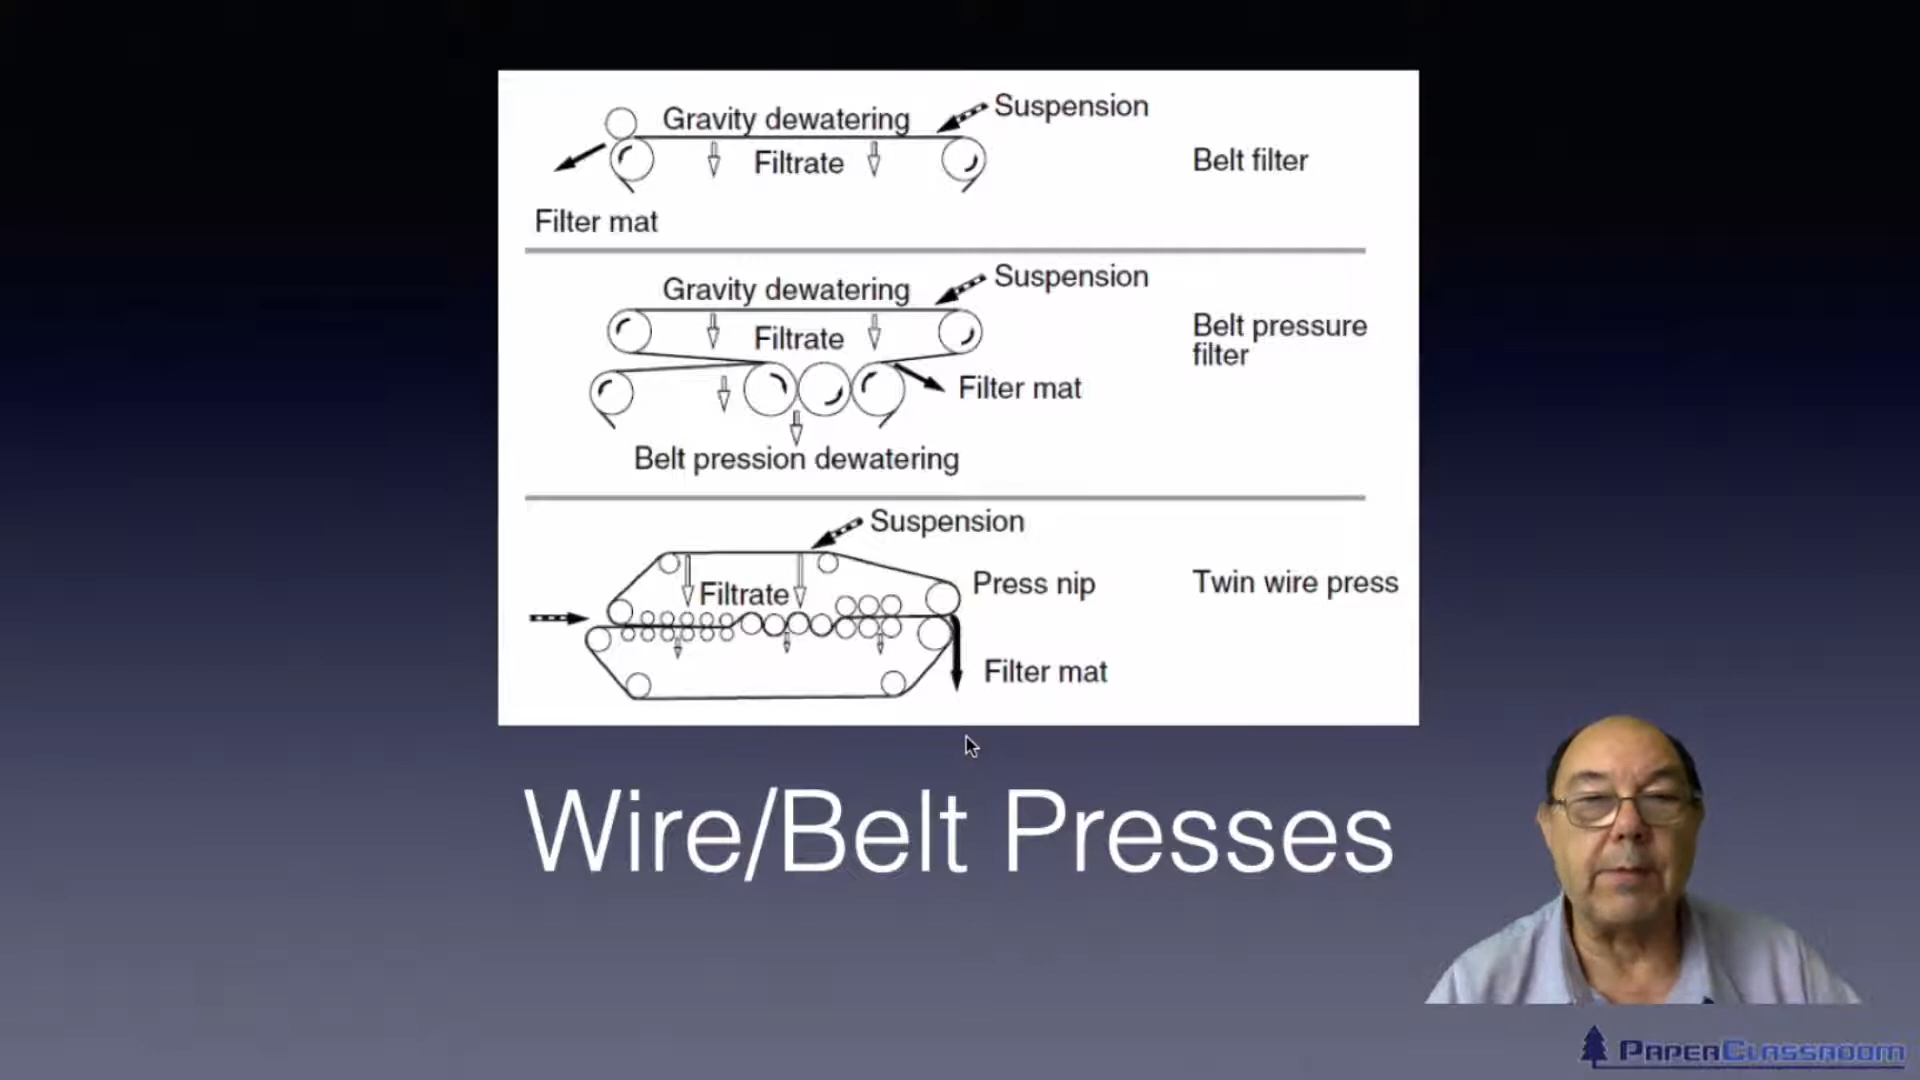 Gravity dewatering
Suspension
Filtrate
Belt filter
Filter mat
Gravity dewatering
Suspension
Filtrate
Belt pressure
filter
Filter mat
Belt pression dewatering
Suspension
Filtrate
Press nip
Twin wire press
Filter mat
Wire/Belt Presses
PAPERCLASSROOM